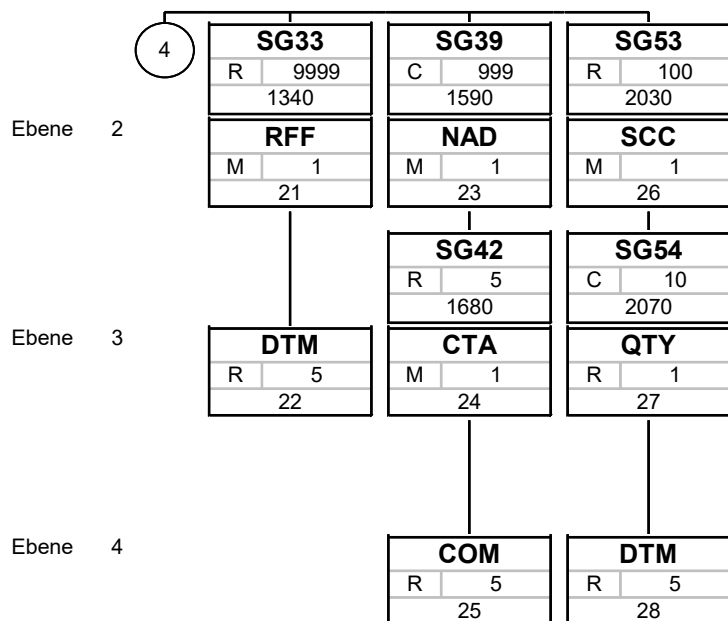 4
SG33 SG39 SG53
R 9999 C 999 R 100
1340 1590 2030
Ebene 2 RFF NAD SCC
M 1 M 1 M 1
21 23 26
SG42 SG54
R 5 C 10
1680 2070
Ebene 3 DTM CTA QTY
R 5 M 1 R 1
22 24 27
Ebene 4 COM DTM
R 5 R 5
25 28